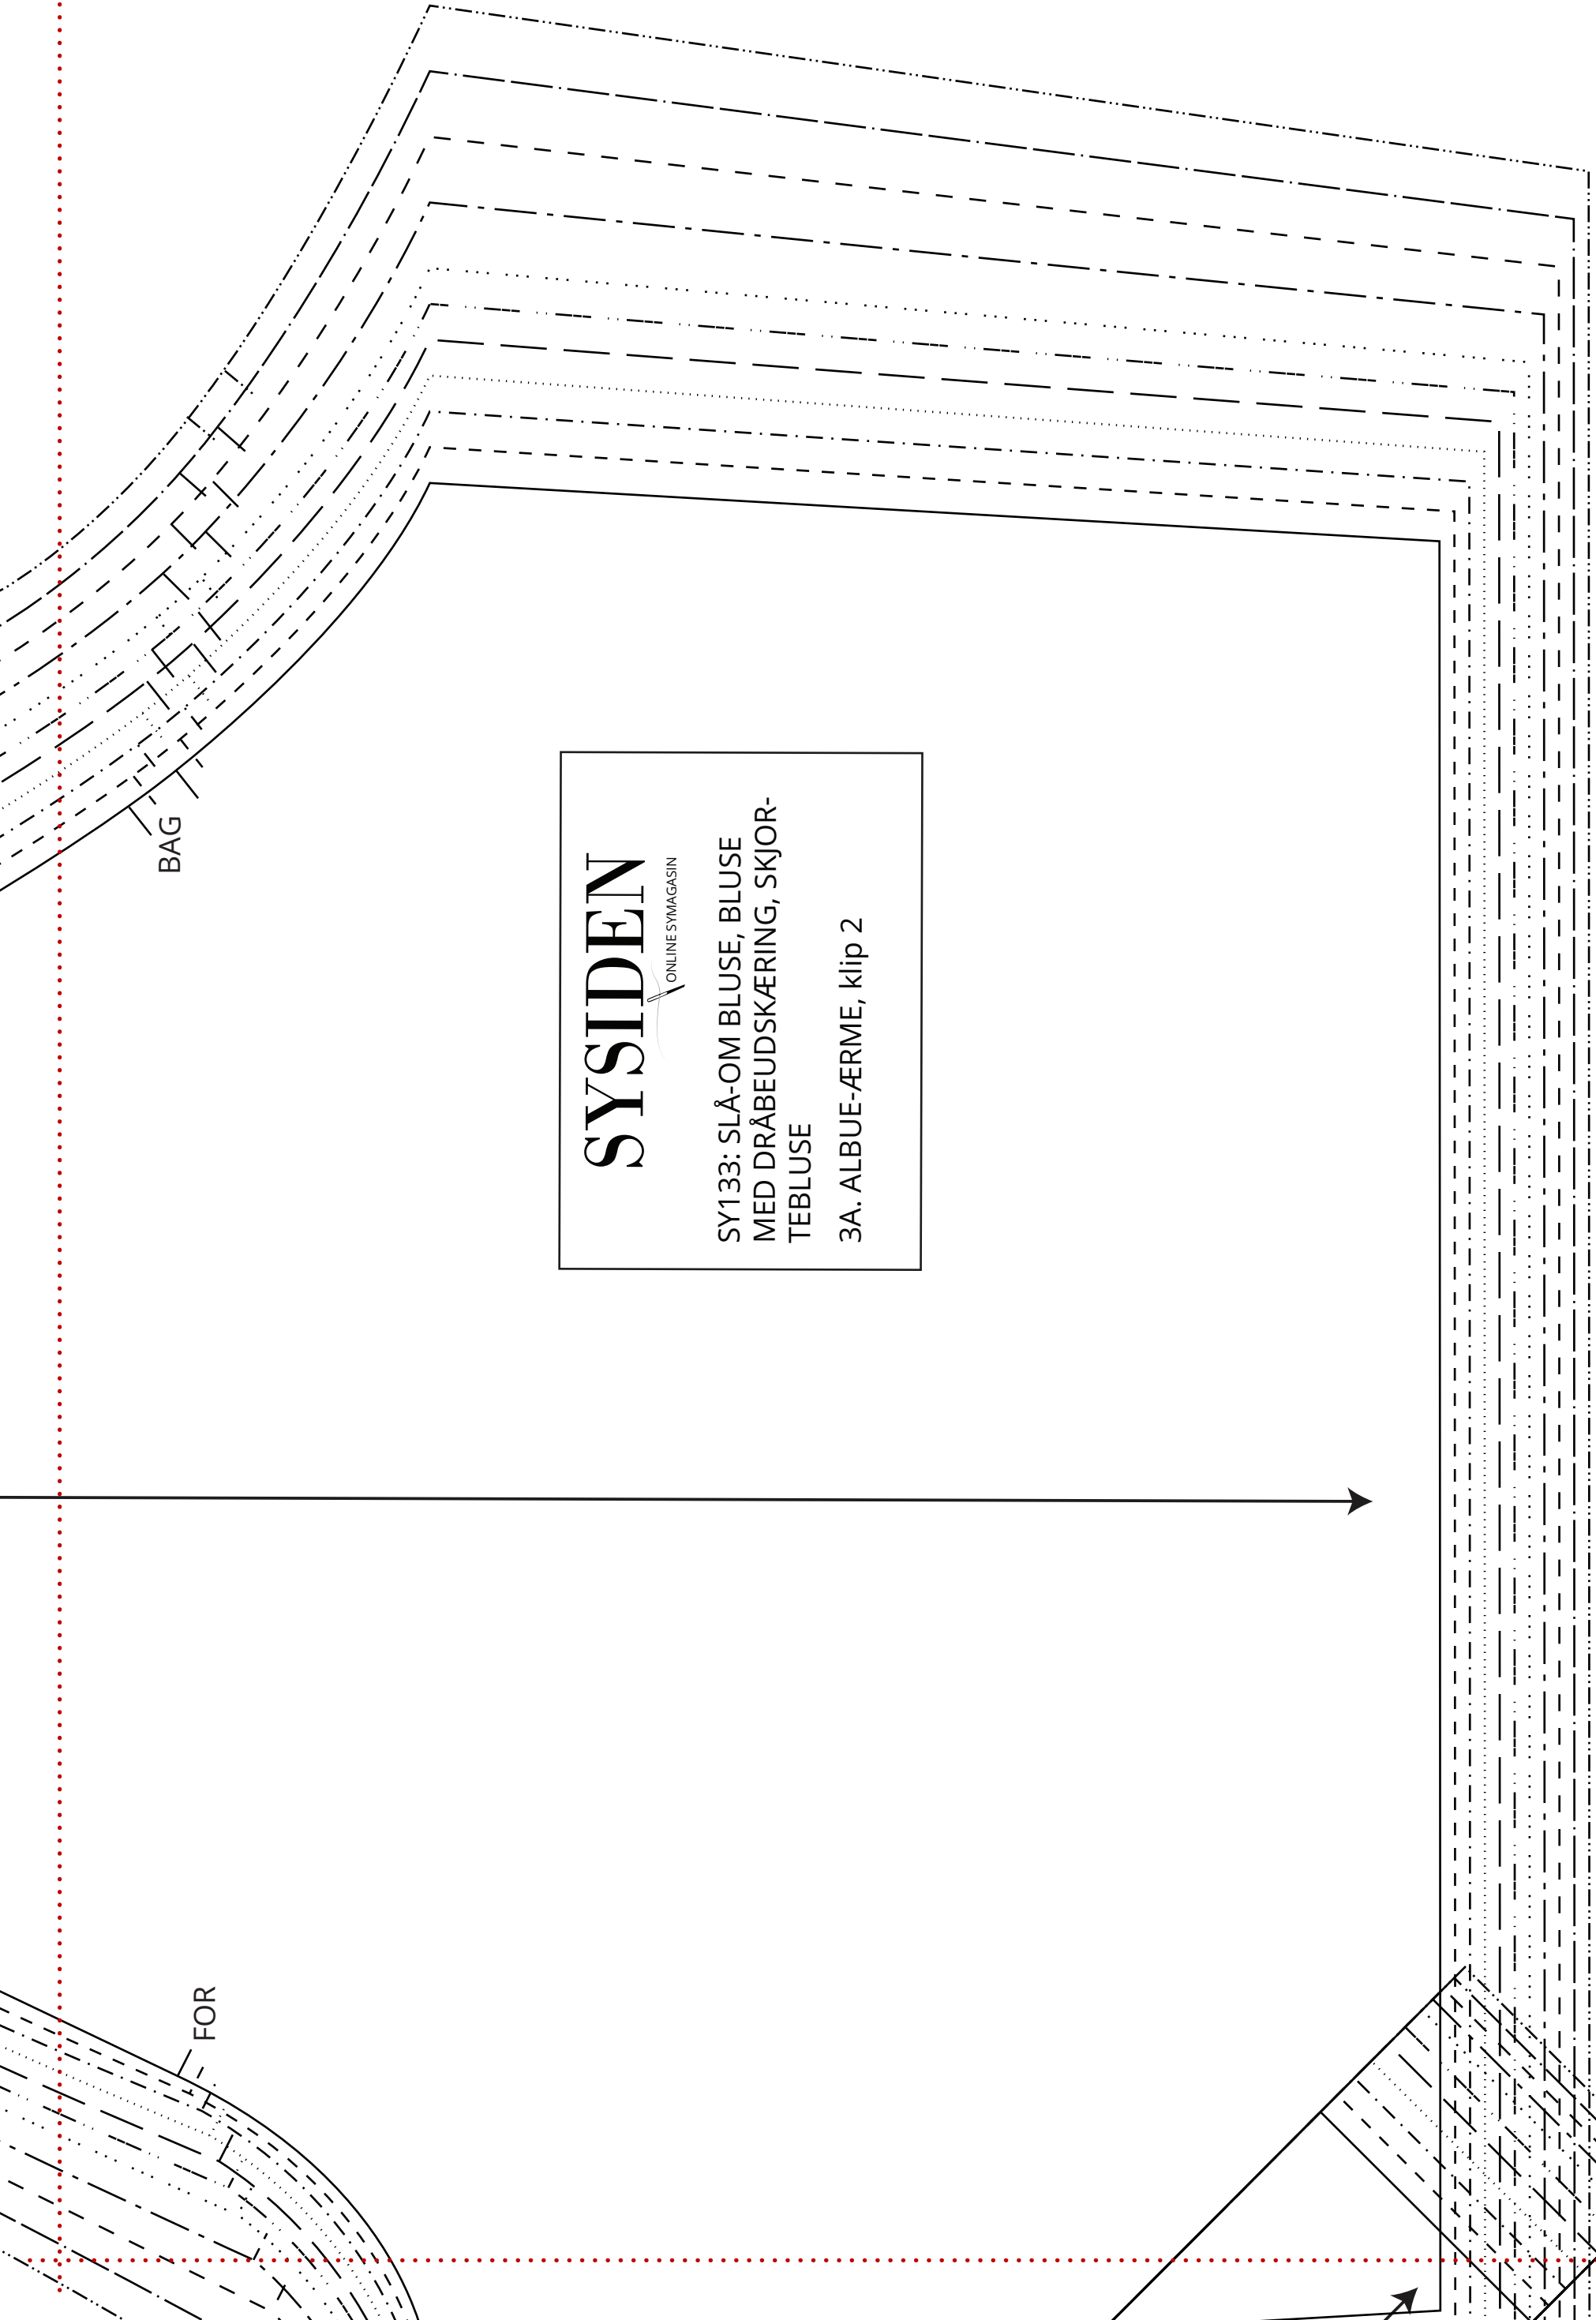 BAG
SYSIDEN
ONLINE SYMAGASIN
SY133: SLÅ-OM BLUSE, BLUSE
MED DRÅBEUDSKÆRING, SKJOR-
TEBLUSE
3A. ALBUE-ÆRME, klip 2
FOR